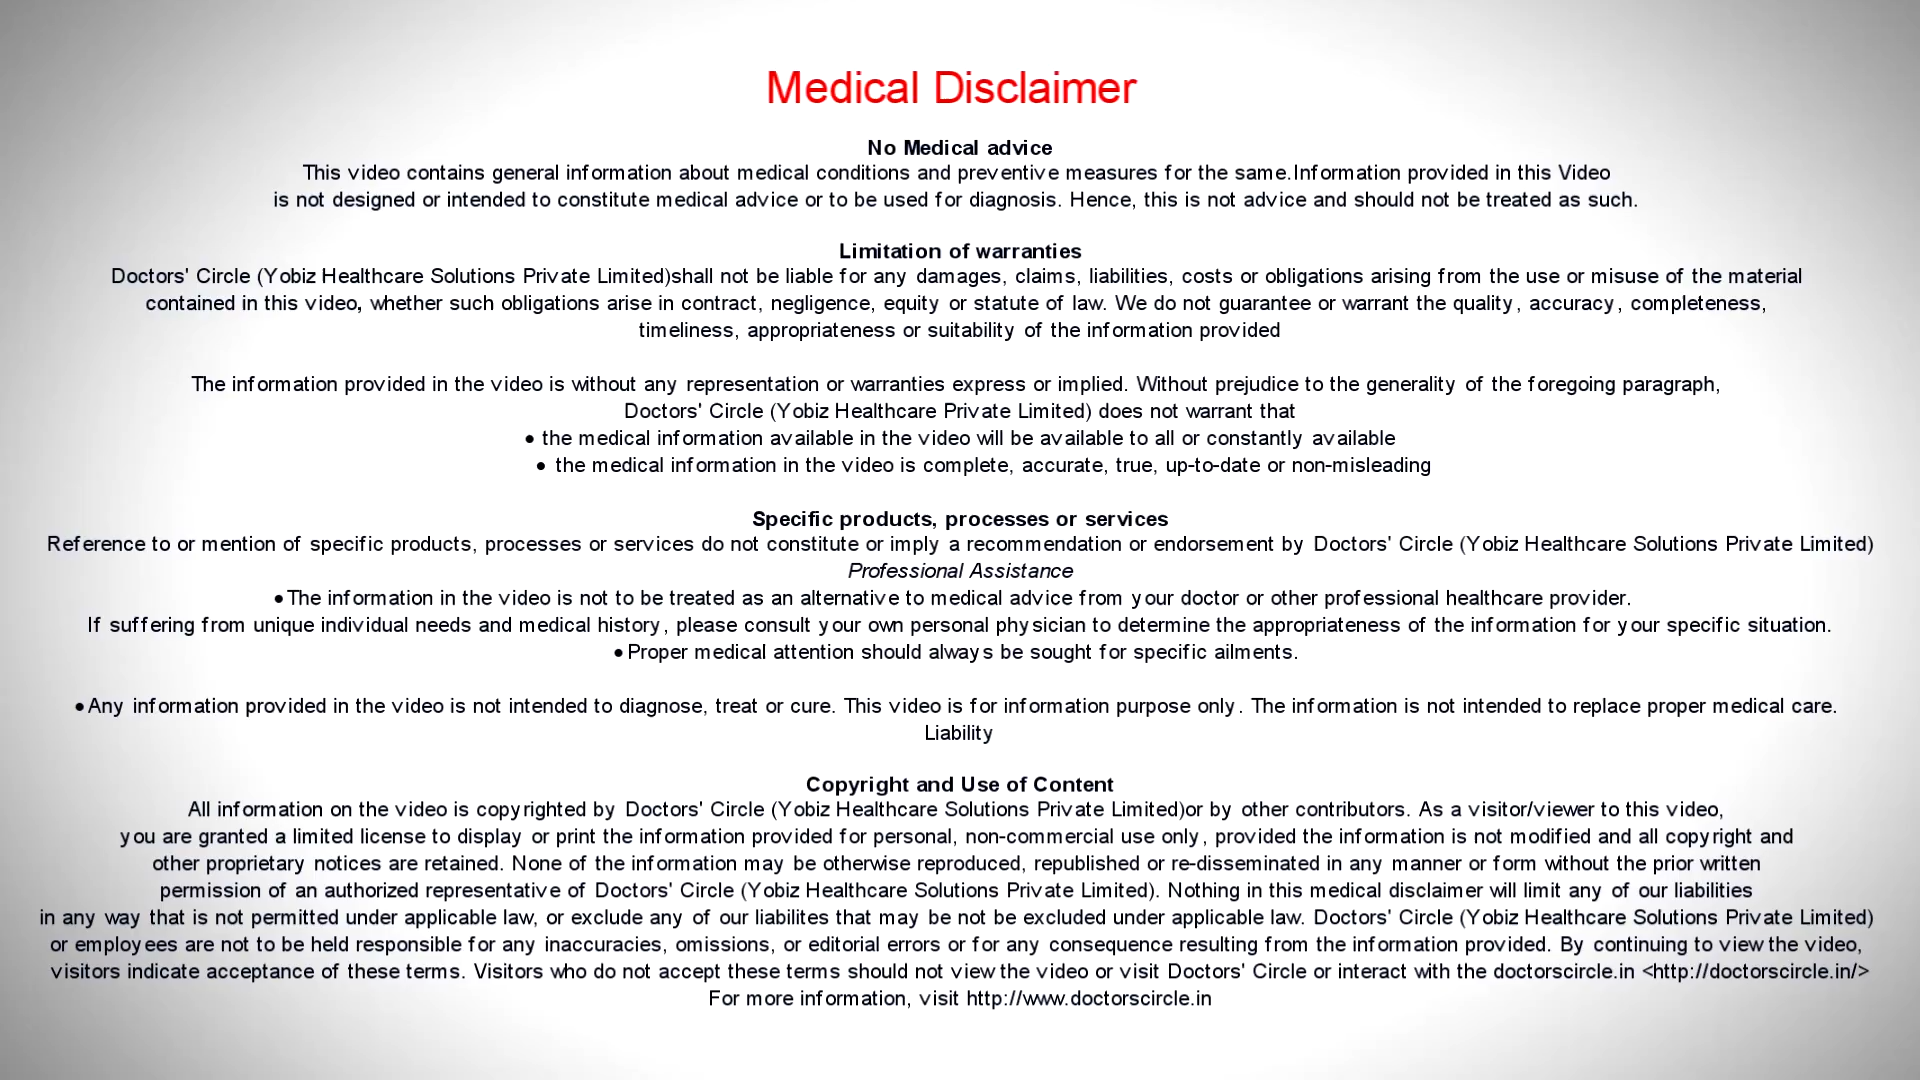 Medical Disclaimer
No Medical advice
This video contains general information about medical conditions and preventive measures for the same.Information provided in this Video
is not designed or intended to constitute medical advice or to be used for diagnosis. Hence, this is not advice and should not be treated as such.
Limitation of warranties
Doctors' Circle (Yobiz Healthcare Solutions Private Limited)shall not be liable for any damages, claims, liabilities, costs or obligations arising from the use or misuse of the material
contained in this video, whether such obligations arise in contract, negligence, equity or statute of law. We do not guarantee or warrant the quality, accuracy, completeness,
timeliness, appropriateness or suitability of the information provided
The information provided in the video is without any representation or warranties express or implied. Without prejudice to the generality of the foregoing paragraph,
Doctors' Circle (Yobiz Healthcare Private Limited) does not warrant that
• the medical information available in the video will be available to all or constantly available
• the medical information in the video is complete, accurate, true, up-to-date or non-misleading
Specific products, processes or services
Reference to or mention of specific products, processes or services do not constitute or imply a recommendation or endorsement by Doctors' Circle (Yobiz Healthcare Solutions Private Limited)
Professional Assistance
•The information in the video is not to be treated as an alternative to medical advice from your doctor or other professional healthcare provider.
If suffering from unique individual needs and medical history, please consult your own personal physician to determine the appropriateness of the information for your specific situation.
•Proper medical attention should always be sought for specific ailments.
•Any information provided in the video is not intended to diagnose, treat or cure. This video is for information purpose only. The information is not intended to replace proper medical care.
Liability
Copyright and Use of Content
All information on the video is copyrighted by Doctors' Circle (Yobiz Healthcare Solutions Private Limited)or by other contributors. As a visitor/viewer to this video,
you are granted a limited license to display or print the information provided for personal, non-commercial use only, provided the information is not modified and all copyright and
other proprietary notices are retained. None of the information may be otherwise reproduced, republished or re-disseminated in any manner or form without the prior written
permission of an authorized representative of Doctors' Circle (Yobiz Healthcare Solutions Private Limited). Nothing in this medical disclaimer will limit any of our liabilities
in any way that is not permitted under applicable law, or exclude any of our liabilites that may be not be excluded under applicable law. Doctors' Circle (Yobiz Healthcare Solutions Private Limited)
or employees are not to be held responsible for any inaccuracies, omissions, or editorial errors or for any consequence resulting from the information provided. By continuing to view the video,
visitors indicate acceptance of these terms. Visitors who do not accept these terms should not view the video or visit Doctors' Circle or interact with the doctorscircle.in <http://doctorscircle.in/>
For more information, visit http://www.doctorscircle.in